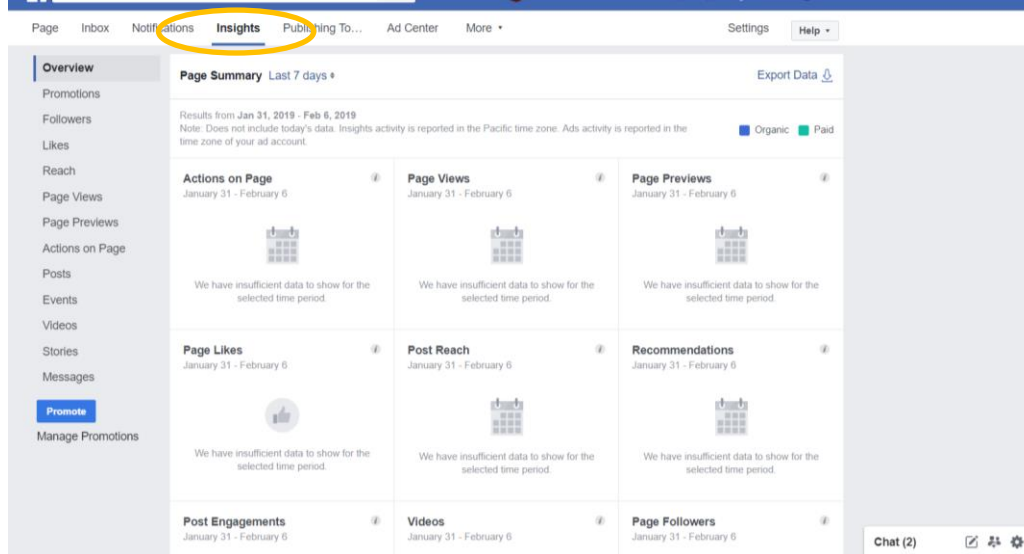 Page Inbox Notifications Insights Publishing To... Ad Center More Settings Help
Overview
Promotions
Followers
Likes
Reach
Page Views
Page Previews
Actions on Page
Posts
Events
Videos
Stories
Messages
Promote
Manage Promotions
Page Summary Last 7 days Export Data
Results from Jan 31, 2019 - Feb 6, 2019
Note: Does not include today's data. Insights activity is reported in the Pacific time zone. Ads activity is reported in the
time zone of your ad account.
Organic Paid
Actions on Page
January 31 - February 6
We have insufficient data to show for the
selected time period.
Page Views
January 31 - February 6
We have insufficient data to show for the
selected time period.
Page Previews
January 31 - February 6
We have insufficient data to show for the
selected time period.
Page Likes
January 31 - February 6
We have insufficient data to show for the
selected time period.
Post Reach
January 31 - February 6
We have insufficient data to show for the
selected time period.
Recommendations
January 31 - February 6
We have insufficient data to show for the
selected time period.
Post Engagements
January 31 - February 6
Videos
January 31 - February 6
Page Followers
January 31 - February 6
Chat (2)